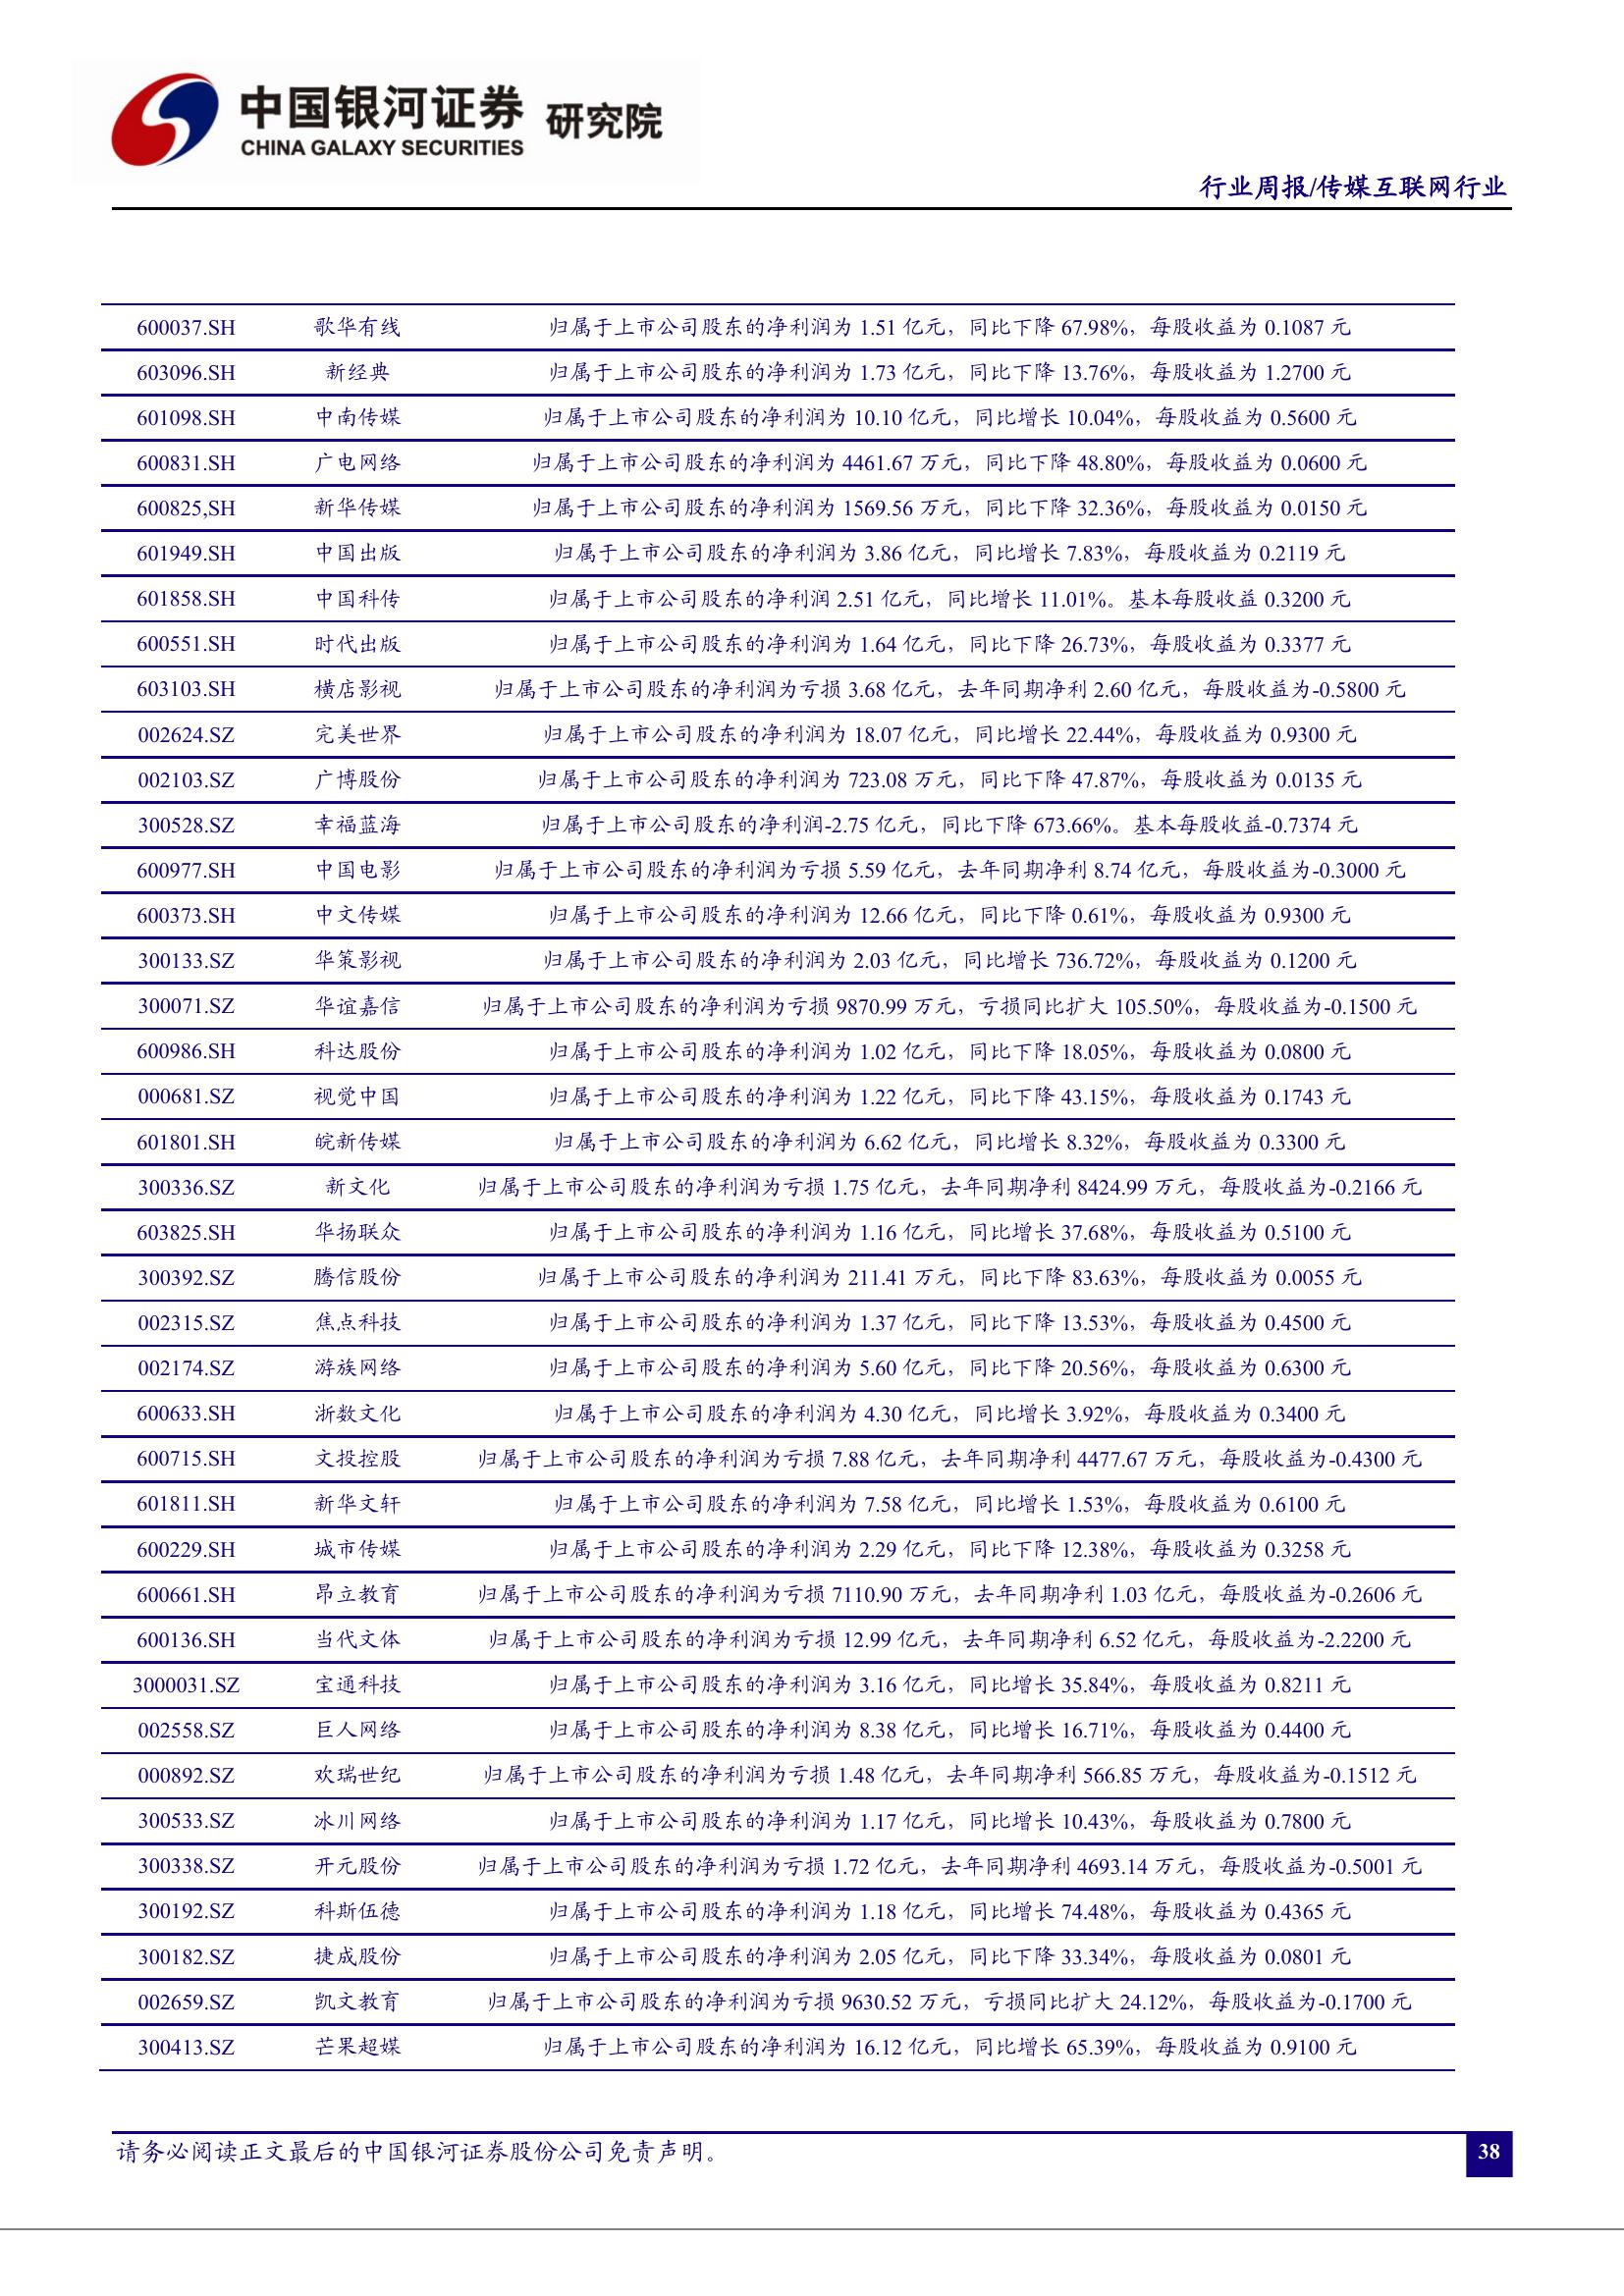 中国银河证券 研究院
CHINA GALAXY SECURITIES
行业周报/传媒互联网行业
600037.SH 歌华有线 归属于上市公司股东的净利润为 1.51 亿元，同比下降 67.98%，每股收益为 0.1087 元
603096.SH 新经典 归属于上市公司股东的净利润为 1.73 亿元，同比下降 13.76%，每股收益为 1.2700 元
601098.SH 中南传媒 归属于上市公司股东的净利润为 10.10 亿元，同比增长 10.04%，每股收益为 0.5600 元
600831.SH 广电网络 归属于上市公司股东的净利润为 4461.67 万元，同比下降 48.80%，每股收益为 0.0600 元
600825,SH 新华传媒 归属于上市公司股东的净利润为 1569.56 万元，同比下降 32.36%，每股收益为 0.0150 元
601949.SH 中国出版 归属于上市公司股东的净利润为 3.86 亿元，同比增长 7.83%，每股收益为 0.2119 元
601858.SH 中国科传 归属于上市公司股东的净利润 2.51 亿元，同比增长 11.01%。基本每股收益 0.3200 元
600551.SH 时代出版 归属于上市公司股东的净利润为 1.64 亿元，同比下降 26.73%，每股收益为 0.3377 元
603103.SH 横店影视 归属于上市公司股东的净利润为亏损 3.68 亿元，去年同期净利 2.60 亿元，每股收益为-0.5800 元
002624.SZ 完美世界 归属于上市公司股东的净利润为 18.07 亿元，同比增长 22.44%，每股收益为 0.9300 元
002103.SZ 广博股份 归属于上市公司股东的净利润为 723.08 万元，同比下降 47.87%，每股收益为 0.0135 元
300528.SZ 幸福蓝海 归属于上市公司股东的净利润-2.75 亿元，同比下降 673.66%。基本每股收益-0.7374 元
600977.SH 中国电影 归属于上市公司股东的净利润为亏损 5.59 亿元，去年同期净利 8.74 亿元，每股收益为-0.3000 元
600373.SH 中文传媒 归属于上市公司股东的净利润为 12.66 亿元，同比下降 0.61%，每股收益为 0.9300 元
300133.SZ 华策影视 归属于上市公司股东的净利润为 2.03 亿元，同比增长 736.72%，每股收益为 0.1200 元
300071.SZ 华谊嘉信 归属于上市公司股东的净利润为亏损 9870.99 万元，亏损同比扩大 105.50%，每股收益为-0.1500 元
600986.SH 科达股份 归属于上市公司股东的净利润为 1.02 亿元，同比下降 18.05%，每股收益为 0.0800 元
000681.SZ 视觉中国 归属于上市公司股东的净利润为 1.22 亿元，同比下降 43.15%，每股收益为 0.1743 元
601801.SH 皖新传媒 归属于上市公司股东的净利润为 6.62 亿元，同比增长 8.32%，每股收益为 0.3300 元
300336.SZ 新文化 归属于上市公司股东的净利润为亏损 1.75 亿元，去年同期净利 8424.99 万元，每股收益为-0.2166 元
603825.SH 华扬联众 归属于上市公司股东的净利润为 1.16 亿元，同比增长 37.68%，每股收益为 0.5100 元
300392.SZ 腾信股份 归属于上市公司股东的净利润为 211.41 万元，同比下降 83.63%，每股收益为 0.0055 元
002315.SZ 焦点科技 归属于上市公司股东的净利润为 1.37 亿元，同比下降 13.53%，每股收益为 0.4500 元
002174.SZ 游族网络 归属于上市公司股东的净利润为 5.60 亿元，同比下降 20.56%，每股收益为 0.6300 元
600633.SH 浙数文化 归属于上市公司股东的净利润为 4.30 亿元，同比增长 3.92%，每股收益为 0.3400 元
600715.SH 文投控股 归属于上市公司股东的净利润为亏损 7.88 亿元，去年同期净利 4477.67 万元，每股收益为-0.4300 元
601811.SH 新华文轩 归属于上市公司股东的净利润为 7.58 亿元，同比增长 1.53%，每股收益为 0.6100 元
600229.SH 城市传媒 归属于上市公司股东的净利润为 2.29 亿元，同比下降 12.38%，每股收益为 0.3258 元
600661.SH 昂立教育 归属于上市公司股东的净利润为亏损 7110.90 万元，去年同期净利 1.03 亿元，每股收益为-0.2606 元
600136.SH 当代文体 归属于上市公司股东的净利润为亏损 12.99 亿元，去年同期净利 6.52 亿元，每股收益为-2.2200 元
3000031.SZ 宝通科技 归属于上市公司股东的净利润为 3.16 亿元，同比增长 35.84%，每股收益为 0.8211 元
002558.SZ 巨人网络 归属于上市公司股东的净利润为 8.38 亿元，同比增长 16.71%，每股收益为 0.4400 元
000892.SZ 欢瑞世纪 归属于上市公司股东的净利润为亏损 1.48 亿元，去年同期净利 566.85 万元，每股收益为-0.1512 元
300533.SZ 冰川网络 归属于上市公司股东的净利润为 1.17 亿元，同比增长 10.43%，每股收益为 0.7800 元
300338.SZ 开元股份 归属于上市公司股东的净利润为亏损 1.72 亿元，去年同期净利 4693.14 万元，每股收益为-0.5001 元
300192.SZ 科斯伍德 归属于上市公司股东的净利润为 1.18 亿元，同比增长 74.48%，每股收益为 0.4365 元
300182.SZ 捷成股份 归属于上市公司股东的净利润为 2.05 亿元，同比下降 33.34%，每股收益为 0.0801 元
002659.SZ 凯文教育 归属于上市公司股东的净利润为亏损 9630.52 万元，亏损同比扩大 24.12%，每股收益为-0.1700 元
300413.SZ 芒果超媒 归属于上市公司股东的净利润为 16.12 亿元，同比增长 65.39%，每股收益为 0.9100 元
请务必阅读正文最后的中国银河证券股份公司免责声明。 38